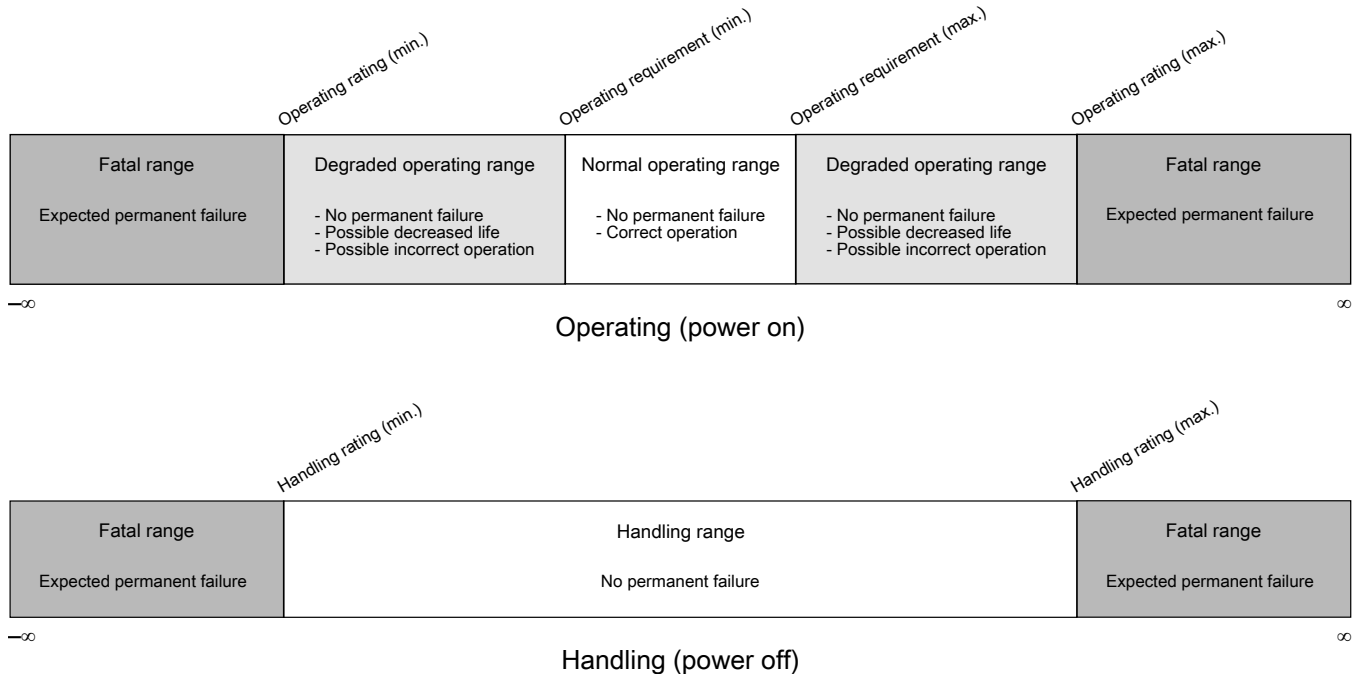 Operating rating (min.)
Operating requirement (min.)
Operating requirement (max.)
Operating rating (max.)
Fatal range
Expected permanent failure
Degraded operating range
- No permanent failure
- Possible decreased life
- Possible incorrect operation
Normal operating range
- No permanent failure
- Correct operation
Degraded operating range
- No permanent failure
- Possible decreased life
- Possible incorrect operation
Fatal range
Expected permanent failure
–∞
∞
Operating (power on)
Handling rating (min.)
Handling rating (max.)
Fatal range
Expected permanent failure
Handling range
No permanent failure
Fatal range
Expected permanent failure
–∞
∞
Handling (power off)